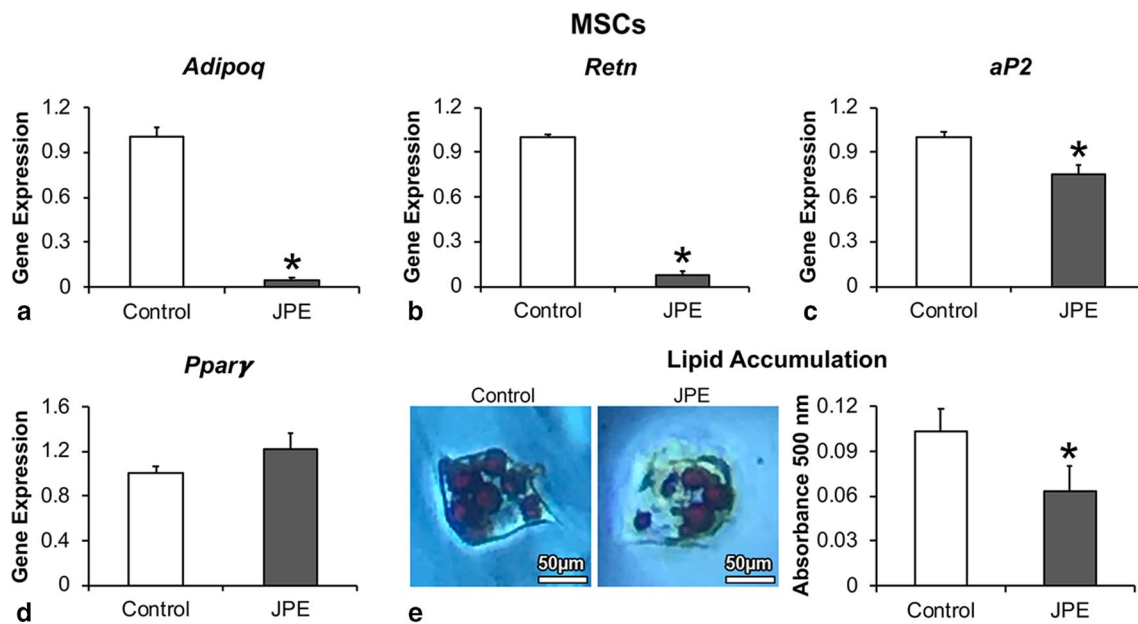 MSCs
Adipoq
Gene Expression
1.2
0.9
0.6
0.3
0
Control JPE
a
Retn
Gene Expression
1.2
0.9
0.6
0.3
0
Control JPE
*
b
aP2
Gene Expression
1.2
0.9
0.6
0.3
0
*
Control JPE
c
Pparγ
Gene Expression
1.6
1.2
0.8
0.4
0
Control JPE
d
Lipid Accumulation
Control JPE
50μm 50μm
Absorbance 500 nm
0.12
0.09
0.06
0.03
0
*
Control JPE
e